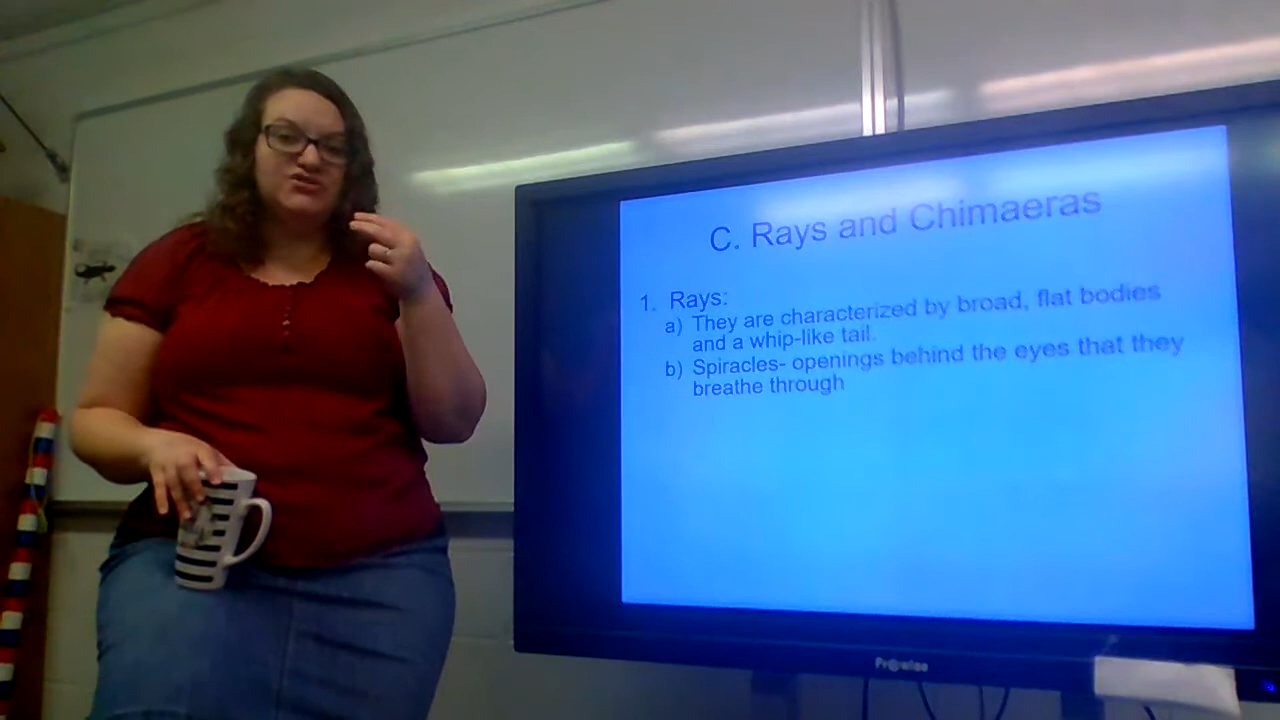 C. Rays and Chimaeras
1. Rays:
a) They are characterized by broad, flat bodies
and a whip-like tail.
b) Spiracles- openings behind the eyes that they
breathe through
Prowise